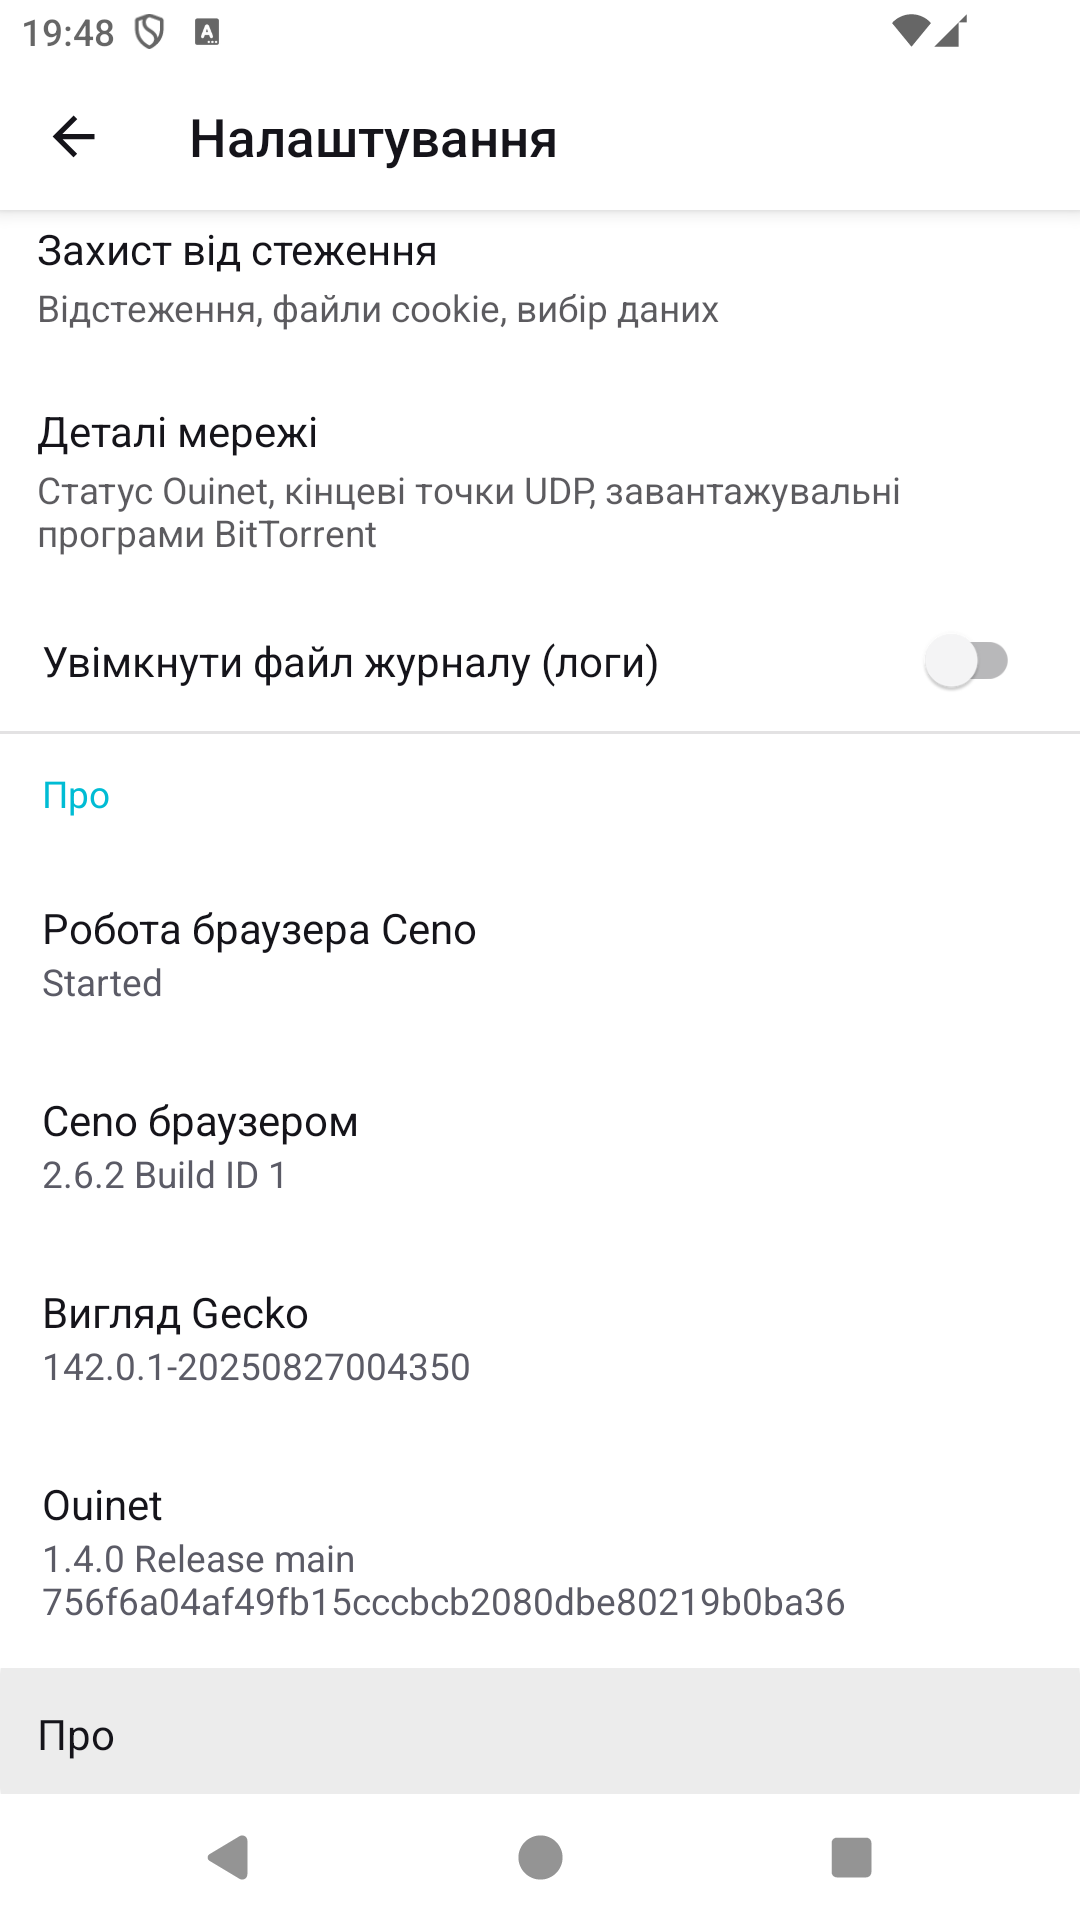 19:48
Налаштування
Захист від стеження
Відстеження, файли cookie, вибір даних
Деталі мережі
Статус Ouinet, кінцеві точки UDP, завантажувальні
програми BitTorrent
Увімкнути файл журналу (логи)
Про
Робота браузера Ceno
Started
Ceno браузером
2.6.2 Build ID 1
Вигляд Gecko
142.0.1-20250827004350
Ouinet
1.4.0 Release main
756f6a04af49fb15cccbcb2080dbe80219b0ba36
Про